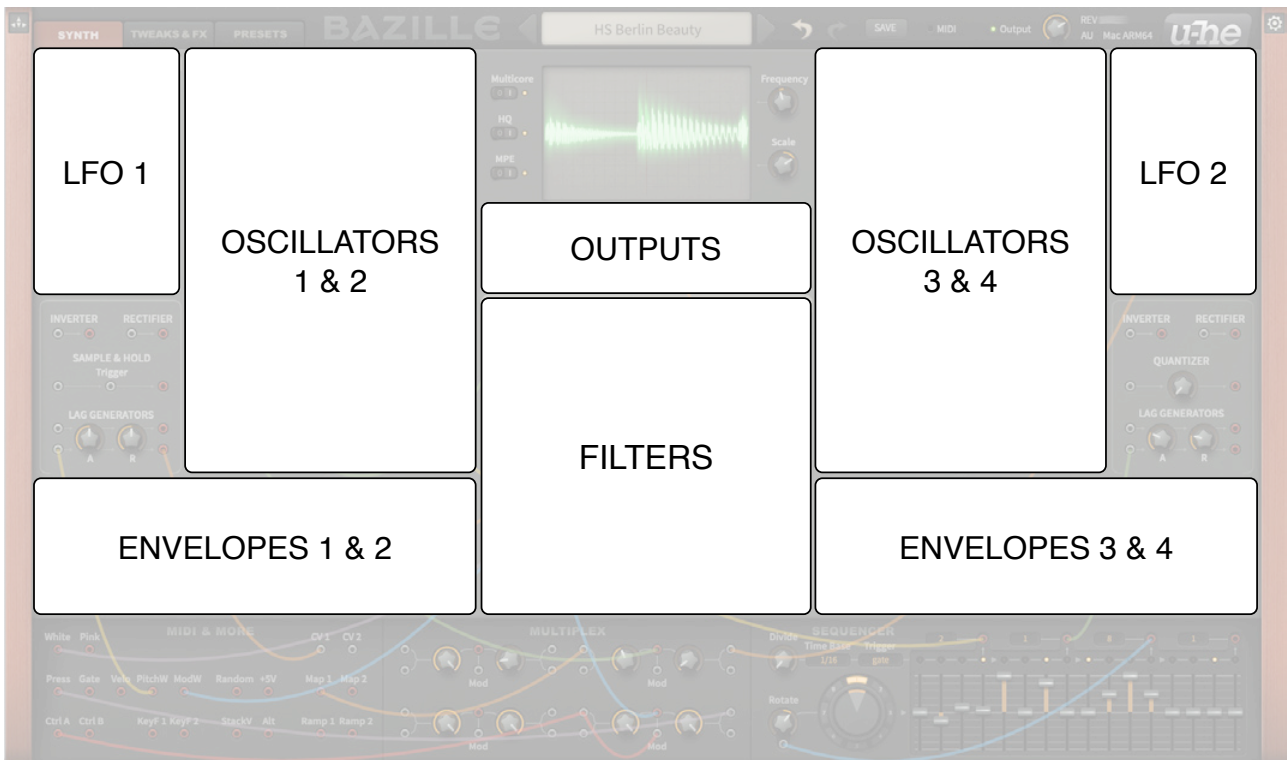 SYNTH TWEAKS & FX PRESETS BAZILLE HS Berlin Beauty SAVE MIDI Output REV
AU Mac ARM64 u-he
LFO 1
OSCILLATORS
1 & 2
Multicore
HQ
MPE
Frequency
Scale
OUTPUTS
FILTERS
OSCILLATORS
3 & 4
LFO 2
INVERTER RECTIFIER
SAMPLE & HOLD
Trigger
LAG GENERATORS
A R
INVERTER RECTIFIER
QUANTIZER
LAG GENERATORS
A R
ENVELOPES 1 & 2
ENVELOPES 3 & 4
MIDI & MORE
White Pink CV 1 CV 2
Press Gate Velo PitchW ModW Random +5V Map 1 Map 2
Ctrl A Ctrl B KeyF 1 KeyF 2 StackV Alt Ramp 1 Ramp 2
MULTIPLEX
Mod Mod
Mod Mod
SEQUENCER
Divide Time Base Trigger
1/16 gate
Rotate
2 1 8 1